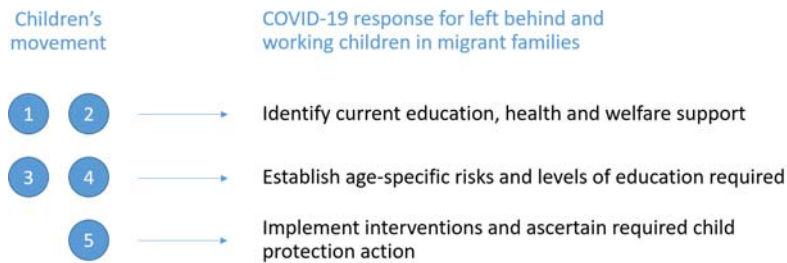 Children's
movement
COVID-19 response for left behind and
working children in migrant families
1 2 Identify current education, health and welfare support
3 4 Establish age-specific risks and levels of education required
5 Implement interventions and ascertain required child
protection action